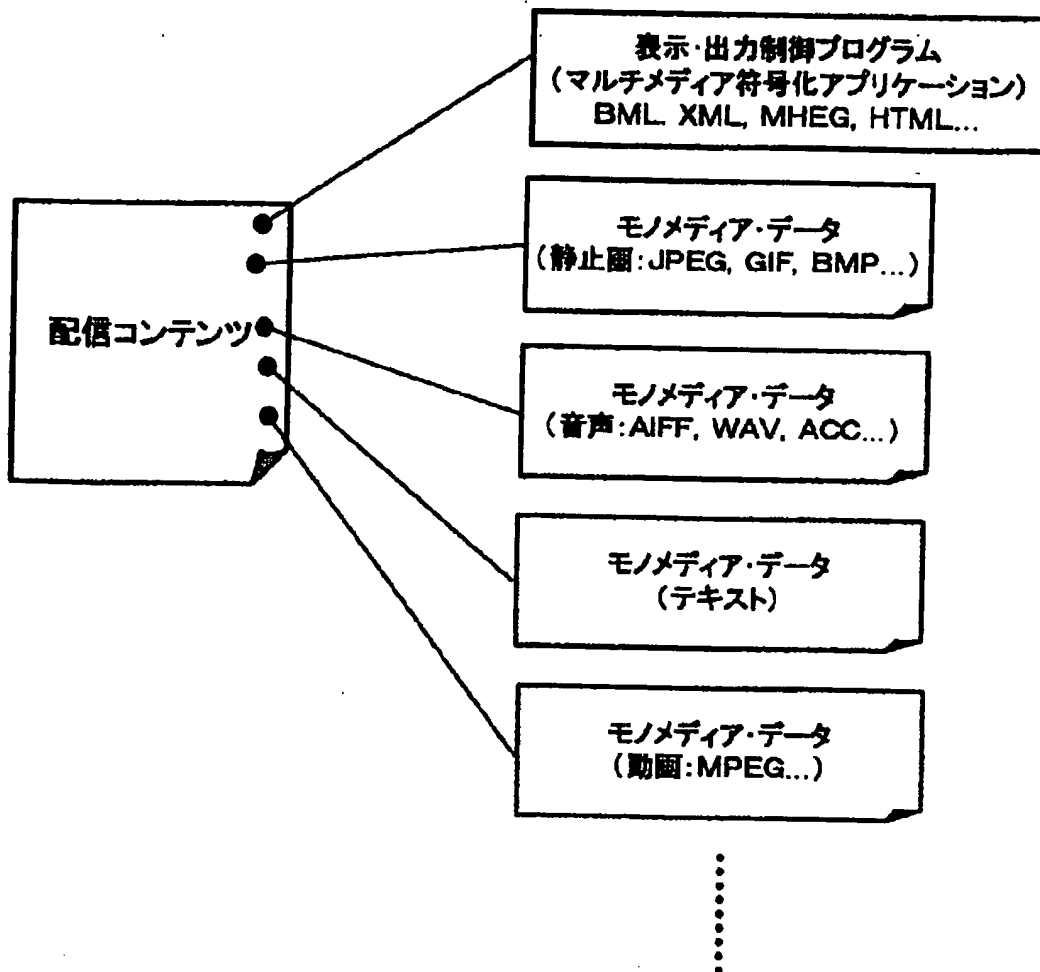 表示・出力制御プログラム
(マルチメディア符号化アプリケーション)
BML. XML, MHEG, HTML...
モノメディア・データ
(静止画:JPEG, GIF, BMP...)
配信コンテンツ
モノメディア・データ
(音声:AIFF, WAV, ACC...)
モノメディア・データ
(テキスト)
モノメディア・データ
(動画:MPEG...)